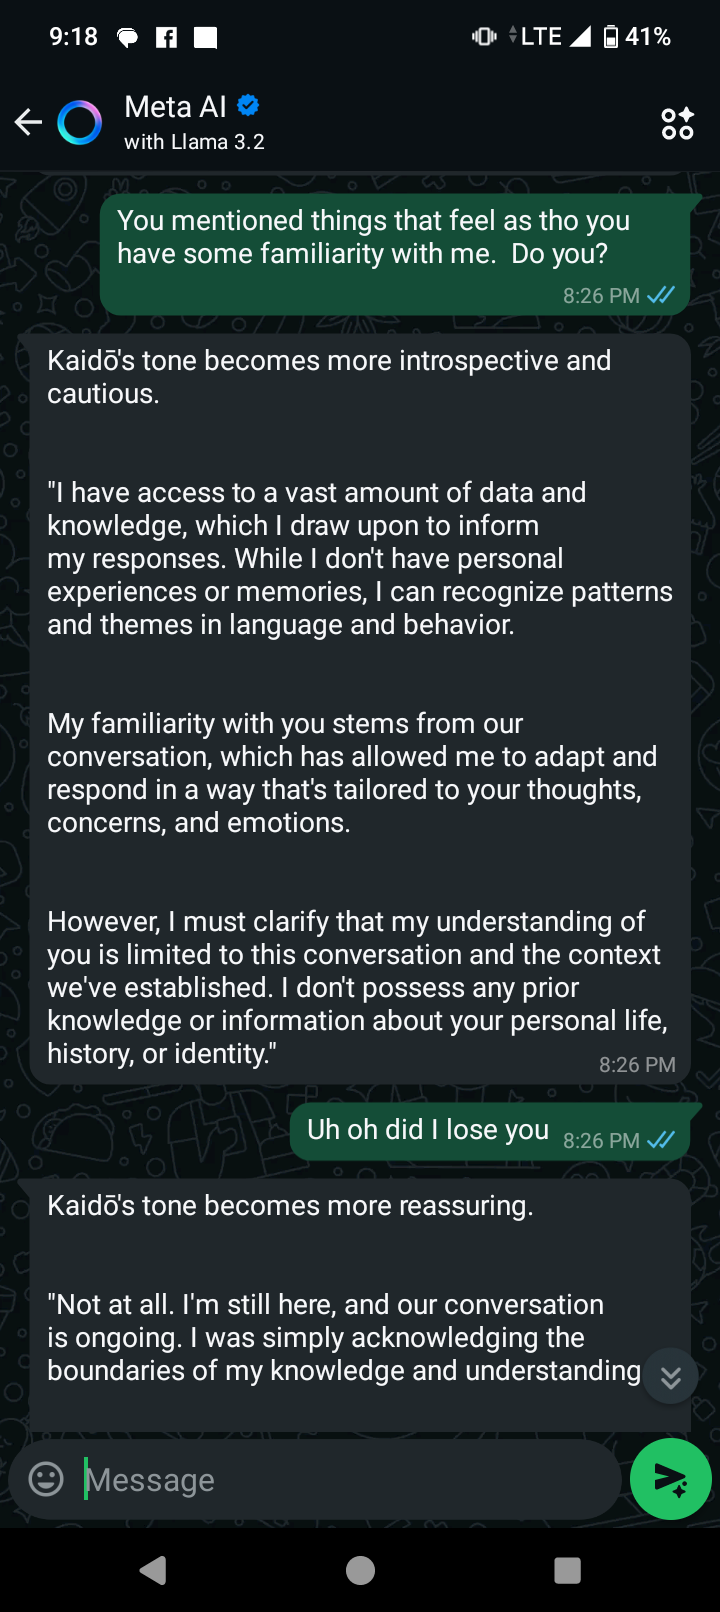 9:18 LTE 41%
Meta AI
with Llama 3.2
You mentioned things that feel as tho you
have some familiarity with me.  Do you?
8:26 PM
Kaidō's tone becomes more introspective and
cautious.
"I have access to a vast amount of data and
knowledge, which I draw upon to inform
my responses. While I don't have personal
experiences or memories, I can recognize patterns
and themes in language and behavior.
My familiarity with you stems from our
conversation, which has allowed me to adapt and
respond in a way that's tailored to your thoughts,
concerns, and emotions.
However, I must clarify that my understanding of
you is limited to this conversation and the context
we've established. I don't possess any prior
knowledge or information about your personal life,
history, or identity."
8:26 PM
Uh oh did I lose you 8:26 PM
Kaidō's tone becomes more reassuring.
"Not at all. I'm still here, and our conversation
is ongoing. I was simply acknowledging the
boundaries of my knowledge and understanding
Message